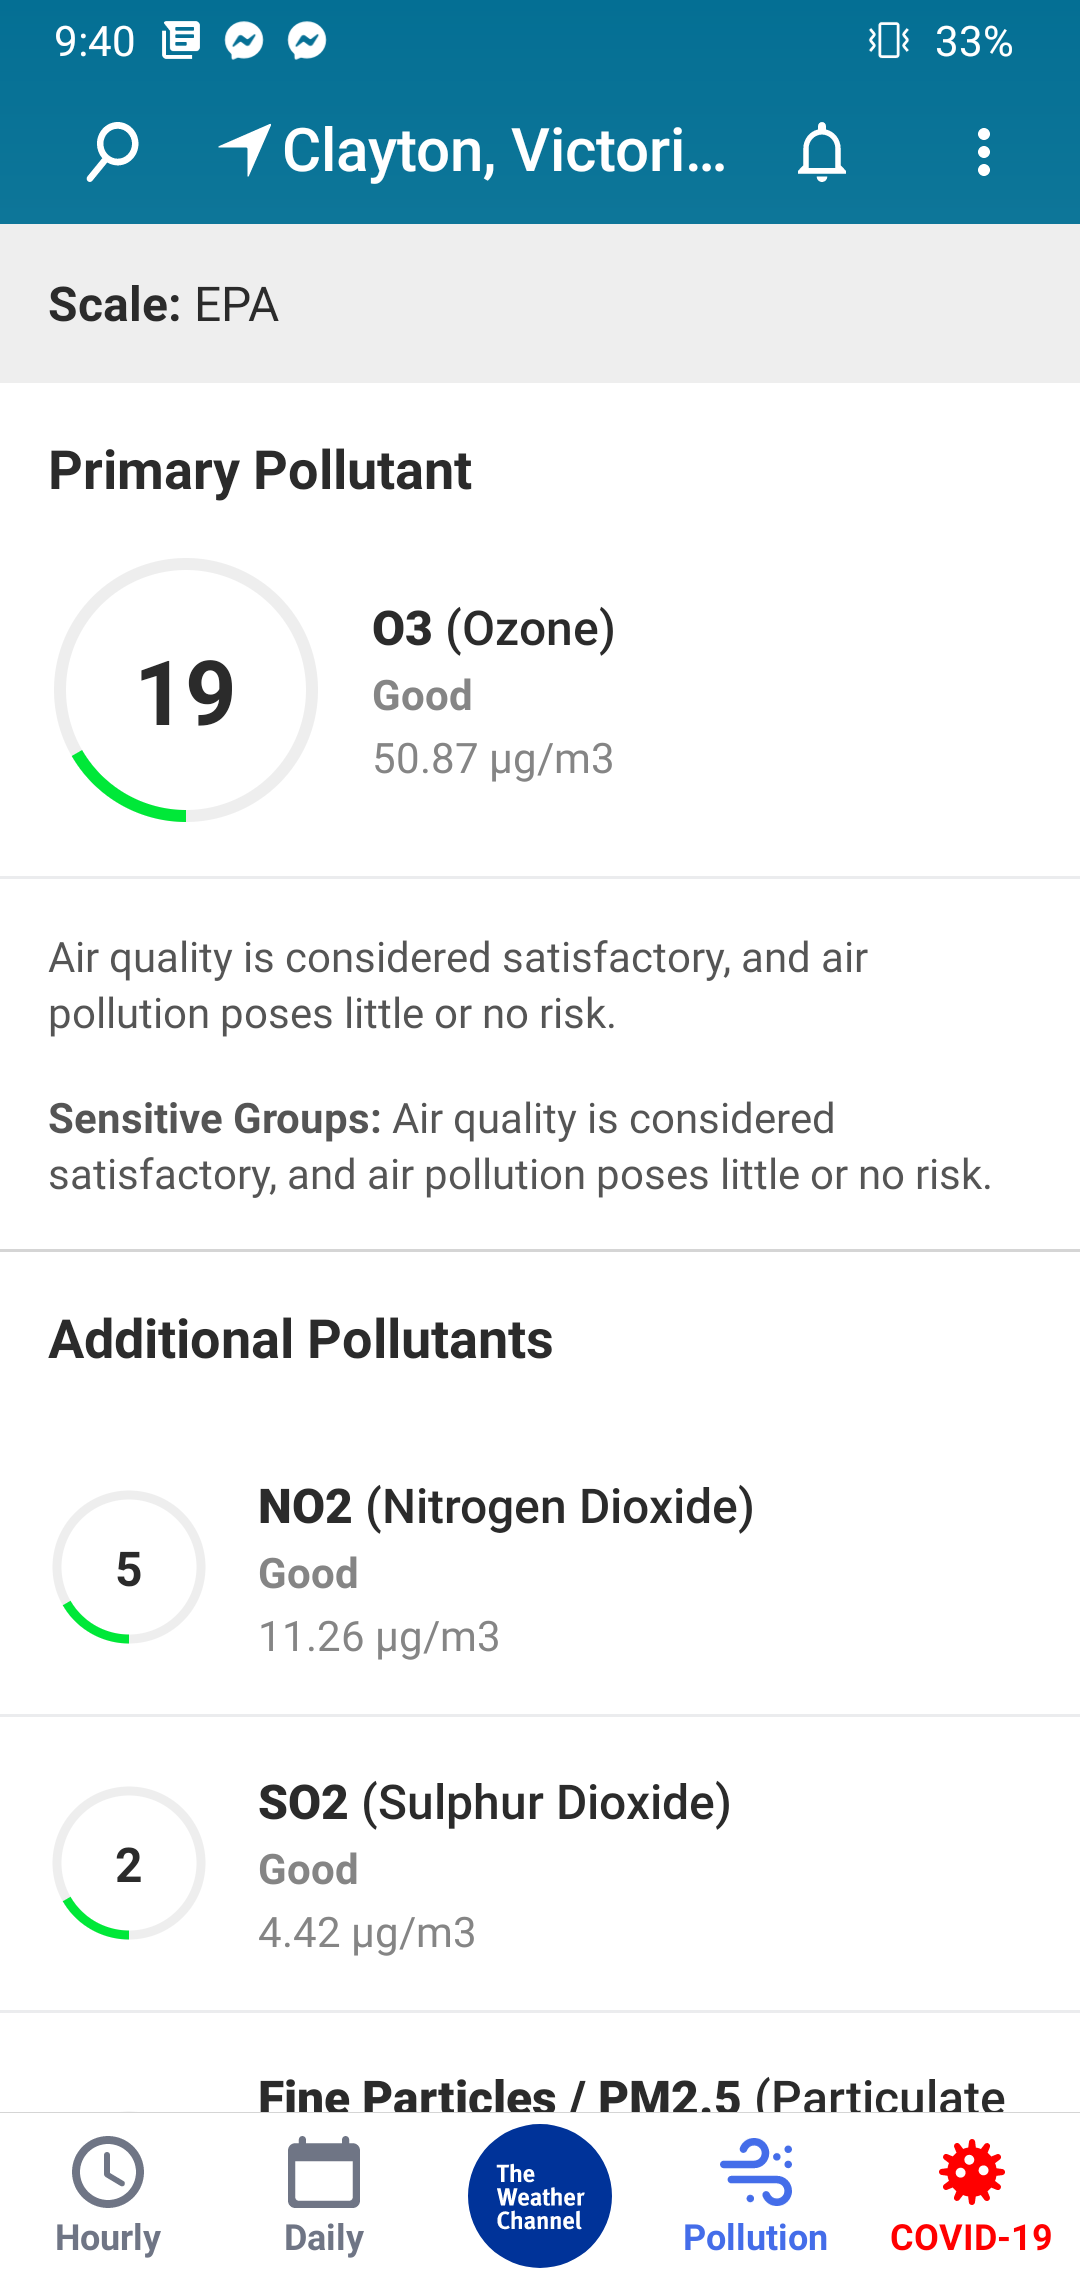 9:40 33%
Clayton, Victori...
Scale: EPA
Primary Pollutant
19
O3 (Ozone)
Good
50.87 µg/m3
Air quality is considered satisfactory, and air
pollution poses little or no risk.
Sensitive Groups: Air quality is considered
satisfactory, and air pollution poses little or no risk.
Additional Pollutants
5
NO2 (Nitrogen Dioxide)
Good
11.26 µg/m3
2
SO2 (Sulphur Dioxide)
Good
4.42 µg/m3
Fine Particles / PM2.5 (Particulate
The
Weather
Channel
Hourly Daily Pollution COVID-19